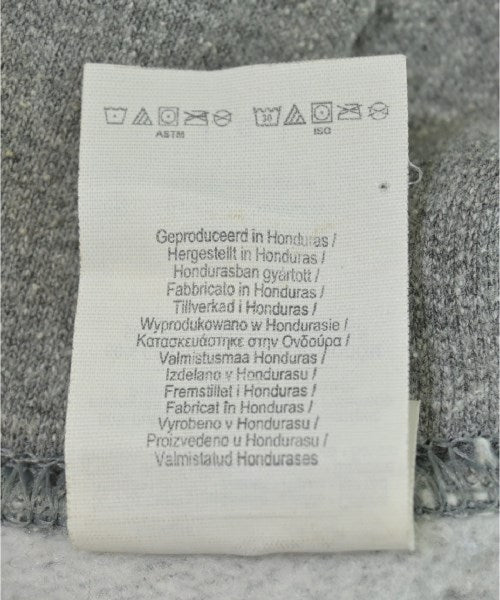 30
ASTM ISO
Geproduceerd in Honduras /
Hergestellt in Honduras /
Hondurasban gyártott /
Fabbricato in Honduras /
Tillverkad i Honduras /
Wyprodukowano w Hondurasie /
Κατασκευάστηκε στην Ονδούρα /
Valmistusmaa Honduras /
Izdelano v Hondurasu /
Fremstillet i Honduras /
Fabricat în Honduras /
Vyrobeno v Hondurasu /
Proizvedeno u Hondurasu /
Valmistatud Hondurases